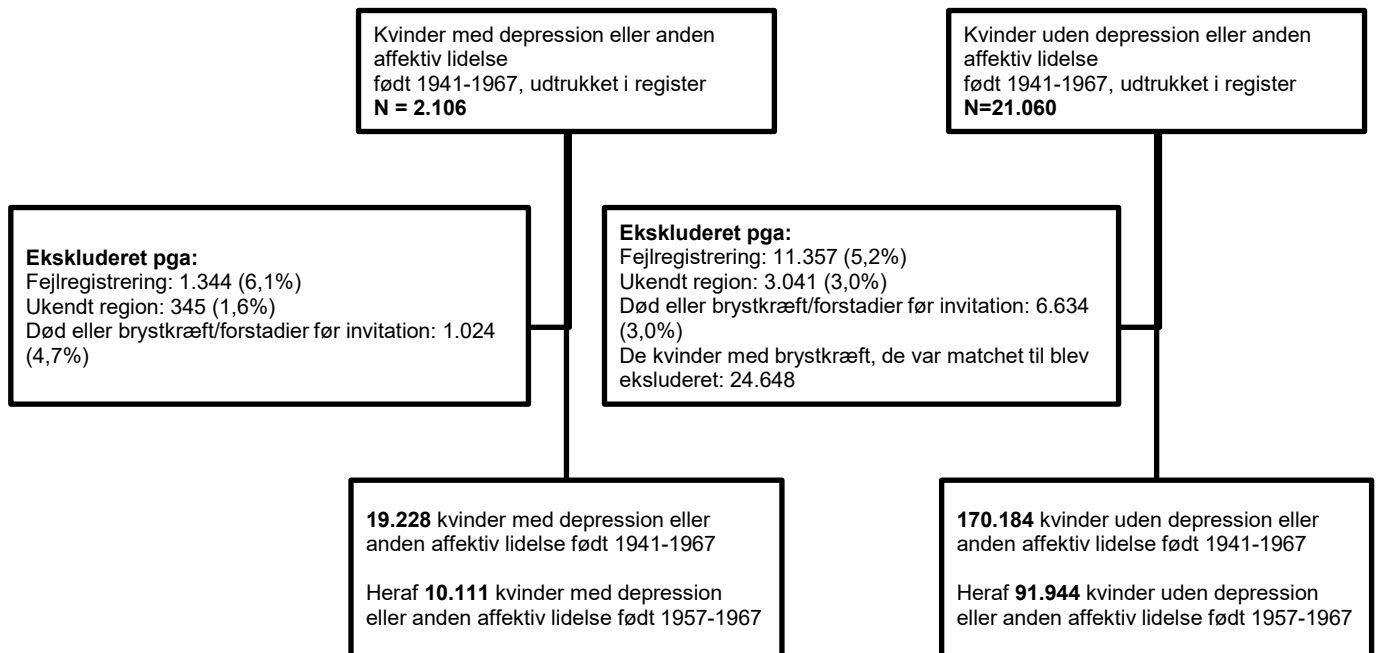 Kvinder med depression eller anden
affektiv lidelse
født 1941-1967, udtrukket i register
N = 2.106
Kvinder uden depression eller anden
affektiv lidelse
født 1941-1967, udtrukket i register
N=21.060
Ekskluderet pga:
Fejlregistrering: 1.344 (6,1%)
Ukendt region: 345 (1,6%)
Død eller brystkræft/forstadier før invitation: 1.024
(4,7%)
Ekskluderet pga:
Fejlregistrering: 11.357 (5,2%)
Ukendt region: 3.041 (3,0%)
Død eller brystkræft/forstadier før invitation: 6.634
(3,0%)
De kvinder med brystkræft, de var matchet til blev
eksluderet: 24.648
19.228 kvinder med depression eller
anden affektiv lidelse født 1941-1967
Heraf 10.111 kvinder med depression
eller anden affektiv lidelse født 1957-1967
170.184 kvinder uden depression eller
anden affektiv lidelse født 1941-1967
Heraf 91.944 kvinder uden depression
eller anden affektiv lidelse født 1957-1967